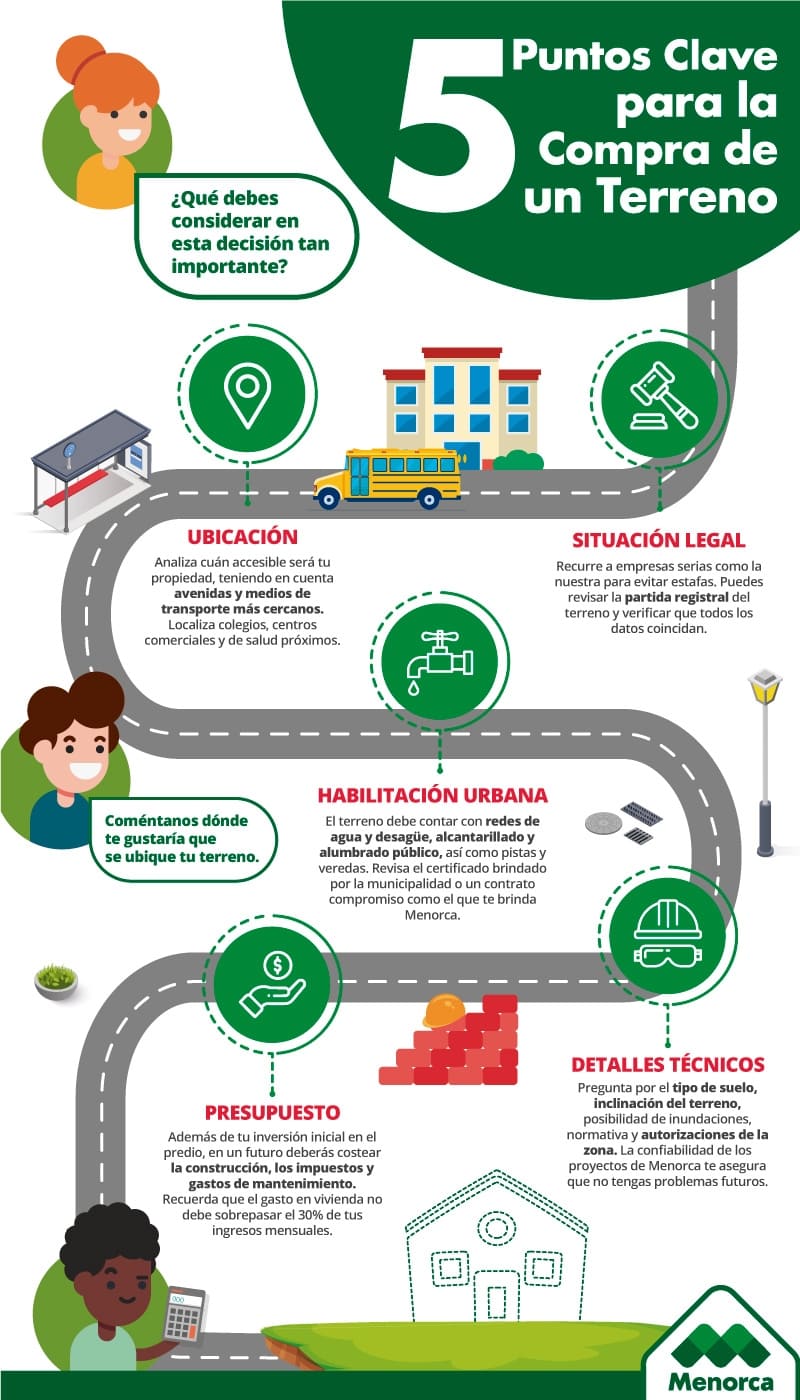 5
Puntos Clave
para la
Compra de
un Terreno
¿Qué debes
considerar en
esta decisión tan
importante?
UBICACIÓN
Analiza cuán accesible será tu
propiedad, teniendo en cuenta
avenidas y medios de
transporte más cercanos.
Localiza colegios, centros
comerciales y de salud próximos.
SITUACIÓN LEGAL
Recurre a empresas serias como la
nuestra para evitar estafas. Puedes
revisar la partida registral del
terreno y verificar que todos los
datos coincidan.
HABILITACIÓN URBANA
El terreno debe contar con redes de
agua y desagüe, alcantarillado y
alumbrado público, así como pistas y
veredas. Revisa el certificado brindado
por la municipalidad o un contrato
compromiso como el que te brinda
Menorca.
Coméntanos dónde
te gustaría que
se ubique tu terreno.
$
DETALLES TÉCNICOS
Pregunta por el tipo de suelo,
inclinación del terreno,
posibilidad de inundaciones,
normativa y autorizaciones de la
zona. La confiabilidad de los
proyectos de Menorca te asegura
que no tengas problemas futuros.
PRESUPUESTO
Además de tu inversión inicial en el
predio, en un futuro deberás costear
la construcción, los impuestos y
gastos de mantenimiento.
Recuerda que el gasto en vivienda no
debe sobrepasar el 30% de tus
ingresos mensuales.
000
Menorca